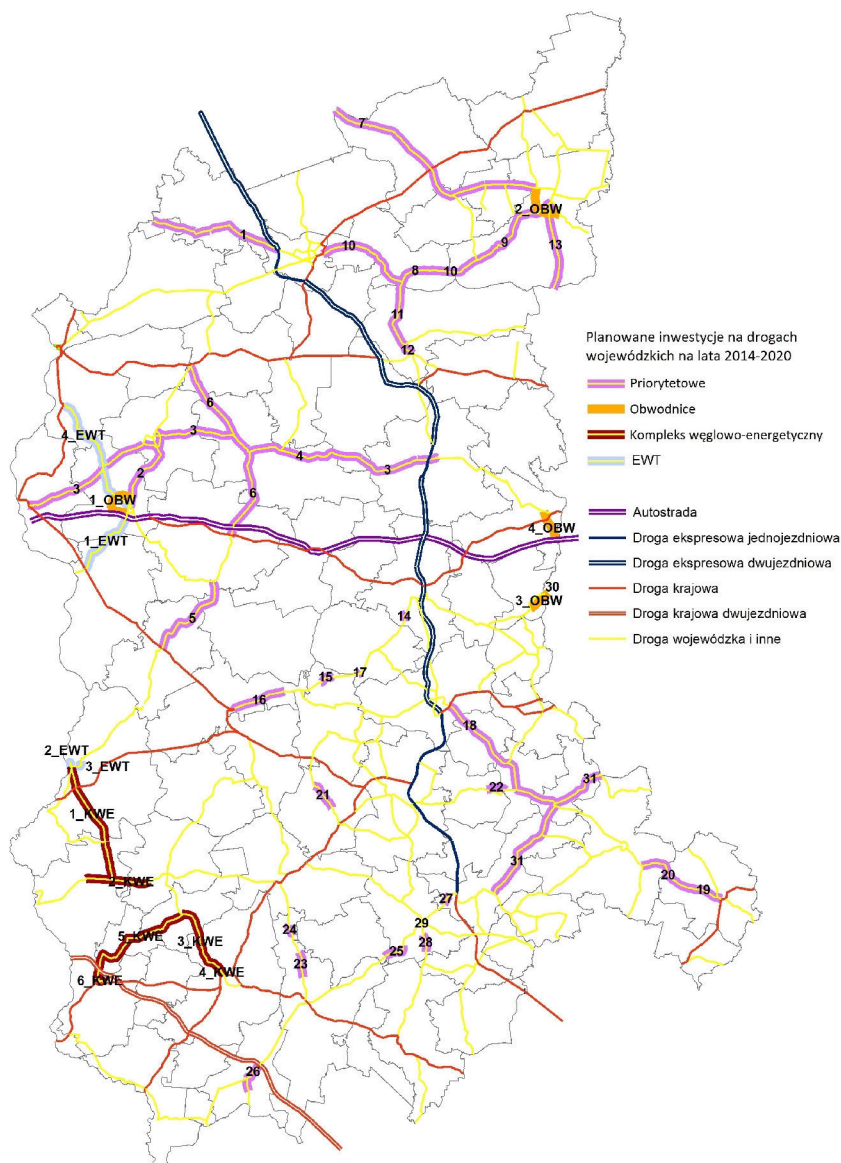 7
2_OBW
1
10
9
13
8
10
11
12
Planowane inwestycje na drogach
wojewódzkich na lata 2014-2020
Priorytetowe
Obwodnice
Kompleks węglowo-energetyczny
EWT
Autostrada
Droga ekspresowa jednojezdniowa
Droga ekspresowa dwujezdniowa
Droga krajowa
Droga krajowa dwujezdniowa
Droga wojewódzka i inne
6
3
4_EWT
4
3
2
3
6
1_OBW
4_OBW
1_EWT
30
3_OBW
5
14
17
15
16
18
2_EWT
3_EWT
31
22
21
1_KWE
31
20
2_KWE
19
27
24
29
5_KWE
3_KWE
28
25
23
4_KWE
6_KWE
26